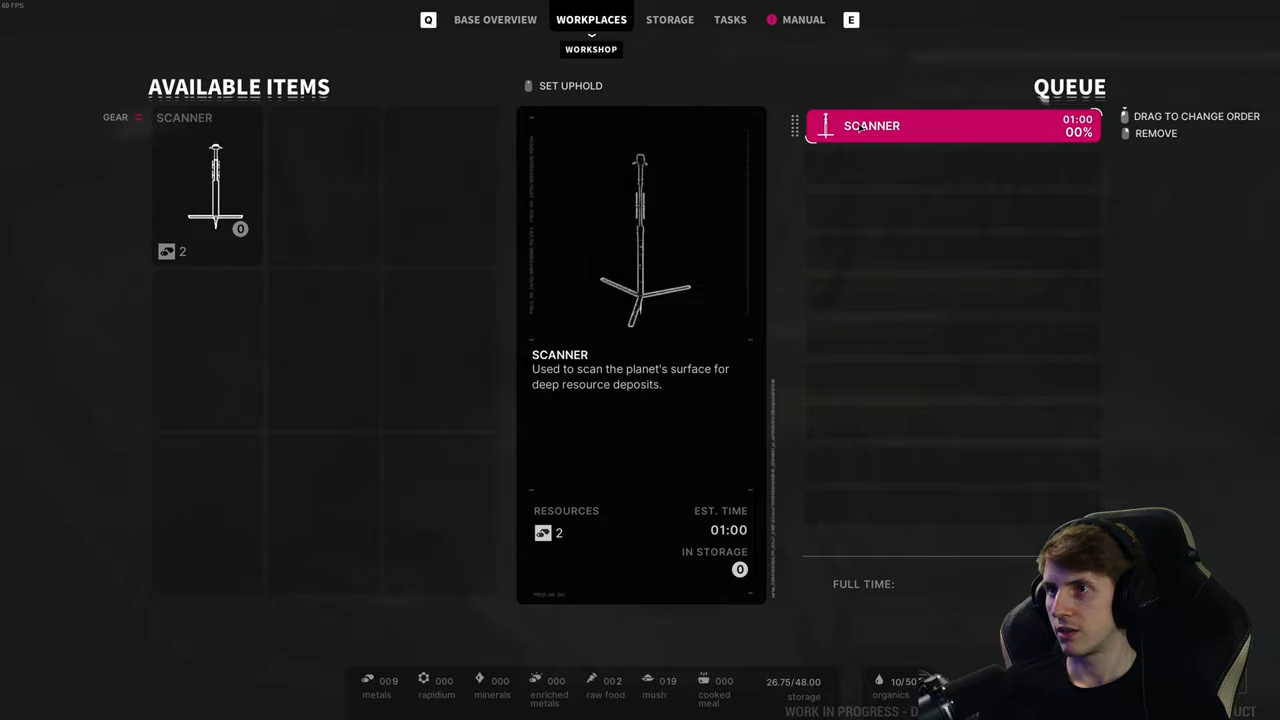 60 FPS
Q BASE OVERVIEW WORKPLACES STORAGE TASKS ! MANUAL E
WORKSHOP
AVAILABLE ITEMS
SET UPHOLD
QUEUE
GEAR
SCANNER
0
2
SCANNER
Used to scan the planet's surface for
deep resource deposits.
RESOURCES
2
EST. TIME
01:00
IN STORAGE
0
SCANNER
01:00
00%
DRAG TO CHANGE ORDER
REMOVE
FULL TIME:
009
metals
000
rapidium
000
minerals
000
enriched
metals
002
raw food
019
mush
000
cooked
meal
26.75/48.00
storage
10/50
organics
WORK IN PROGRESS - D
UCT